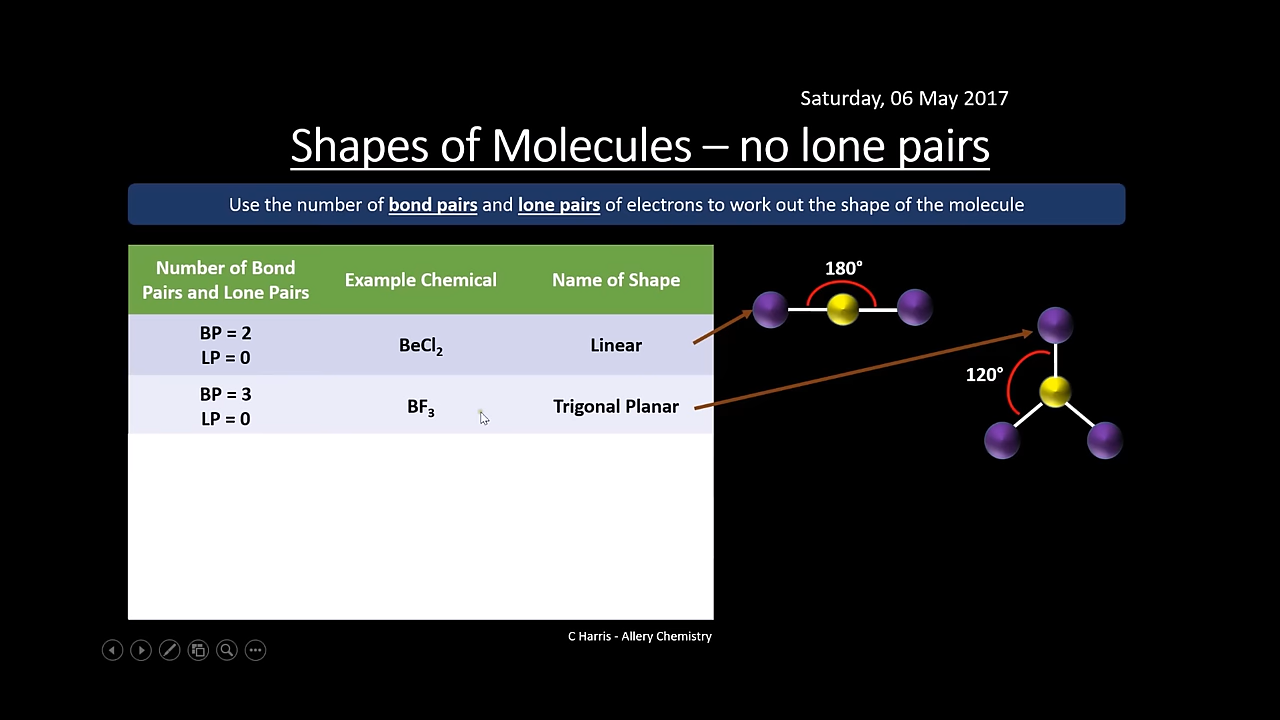 Saturday, 06 May 2017
Shapes of Molecules – no lone pairs
Use the number of bond pairs and lone pairs of electrons to work out the shape of the molecule
Number of Bond
Pairs and Lone Pairs
Example Chemical
Name of Shape
BP = 2
LP = 0
BeCl₂
Linear
BP = 3
LP = 0
BF₃
Trigonal Planar
180°
120°
C Harris - Allery Chemistry